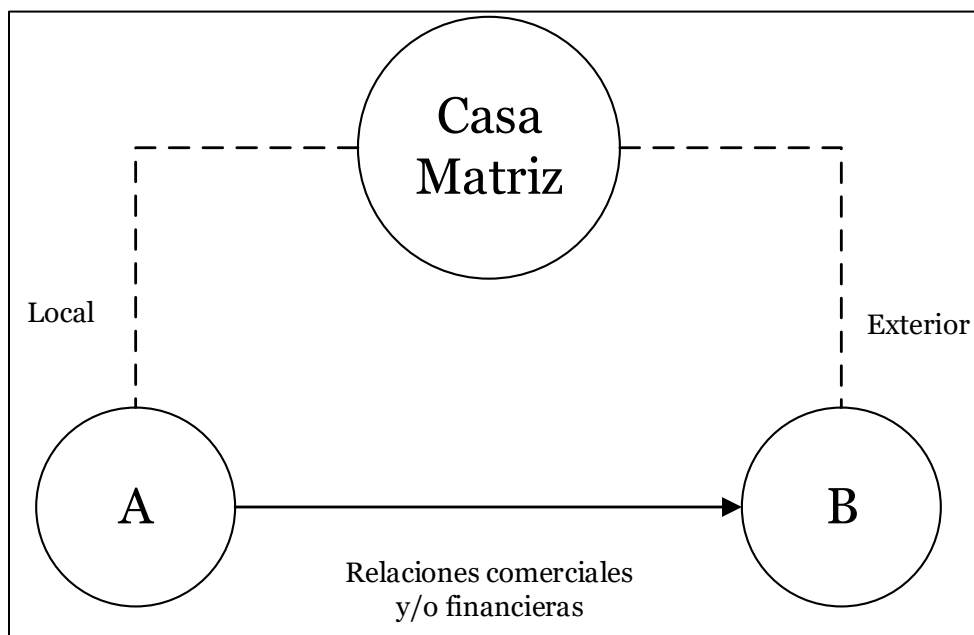 Casa
Matriz
Local
Exterior
A
B
Relaciones comerciales
y/o financieras